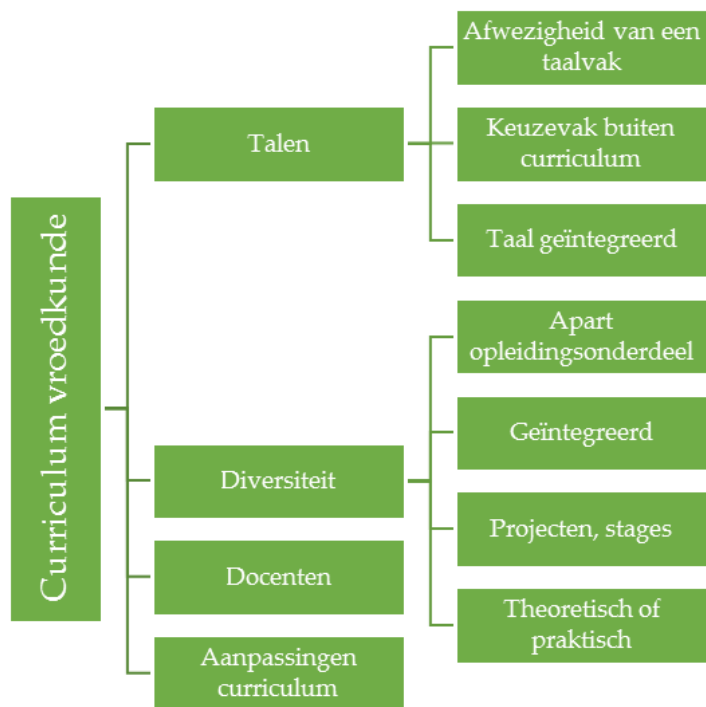 Curriculum vroedkunde
Talen
Afwezigheid van een
taalvak
Keuzevak buiten
curriculum
Taal geïntegreerd
Diversiteit
Apart
opleidingsonderdeel
Geïntegreerd
Projecten, stages
Theoretisch of
praktisch
Docenten
Aanpassingen
curriculum